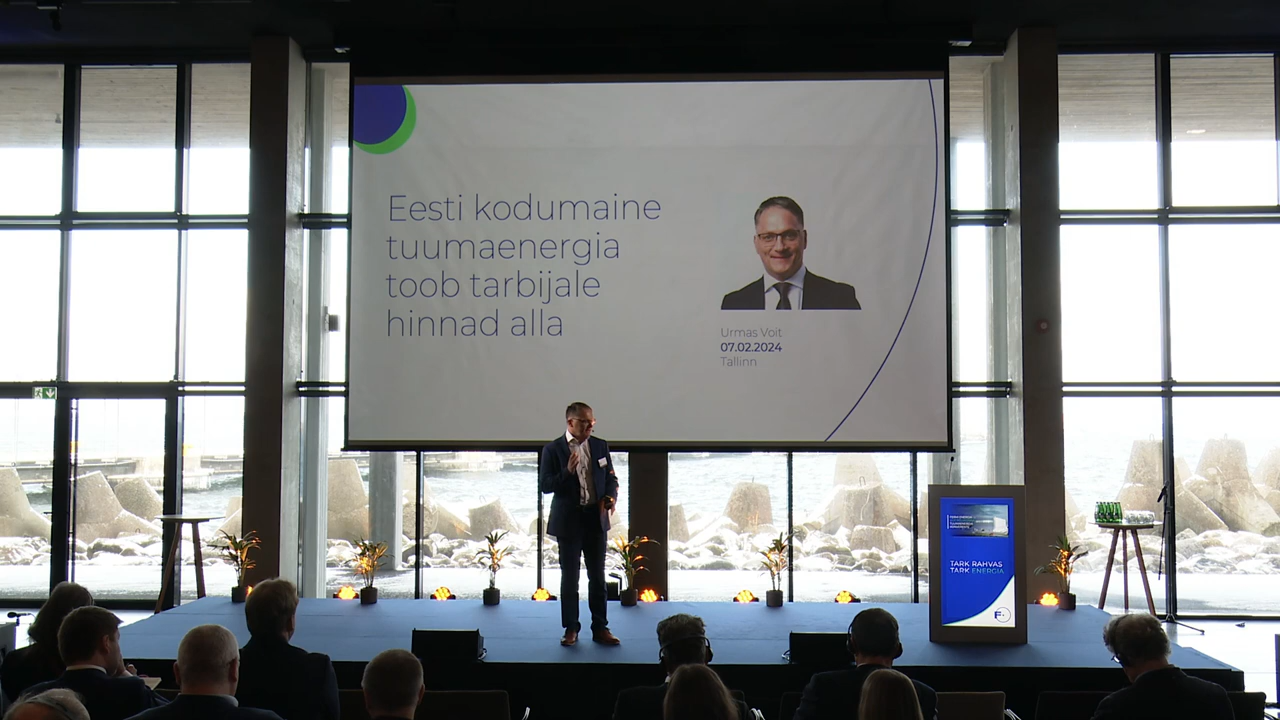 Eesti kodumaine
tuumaenergia
toob tarbijale
hinnad alla
Urmas Voit
07.02.2024
Tallinn
TARK RAHVAS
TARK ENERGIA